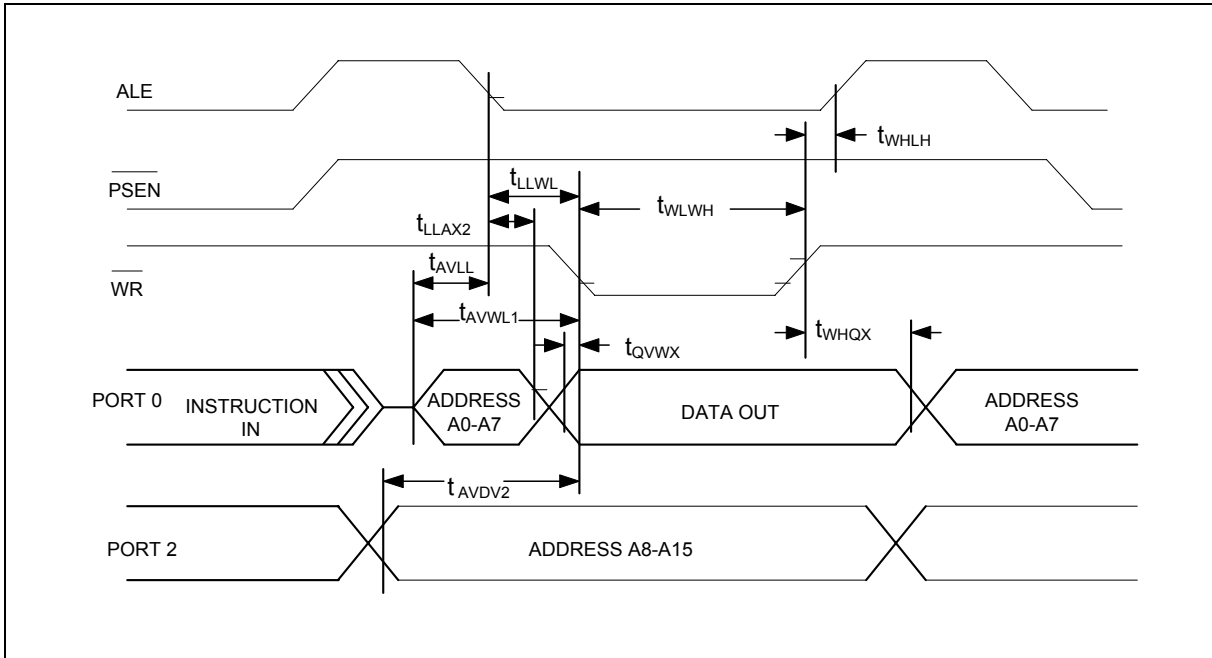 ALE
tWHLH
PSEN
tLLWL
tWLWH
tLLAX2
tAVLL
WR
tAVWL1
tWHQX
tQVWX
PORT 0
INSTRUCTION
IN
ADDRESS
A0-A7
DATA OUT
ADDRESS
A0-A7
tAVDV2
PORT 2
ADDRESS A8-A15